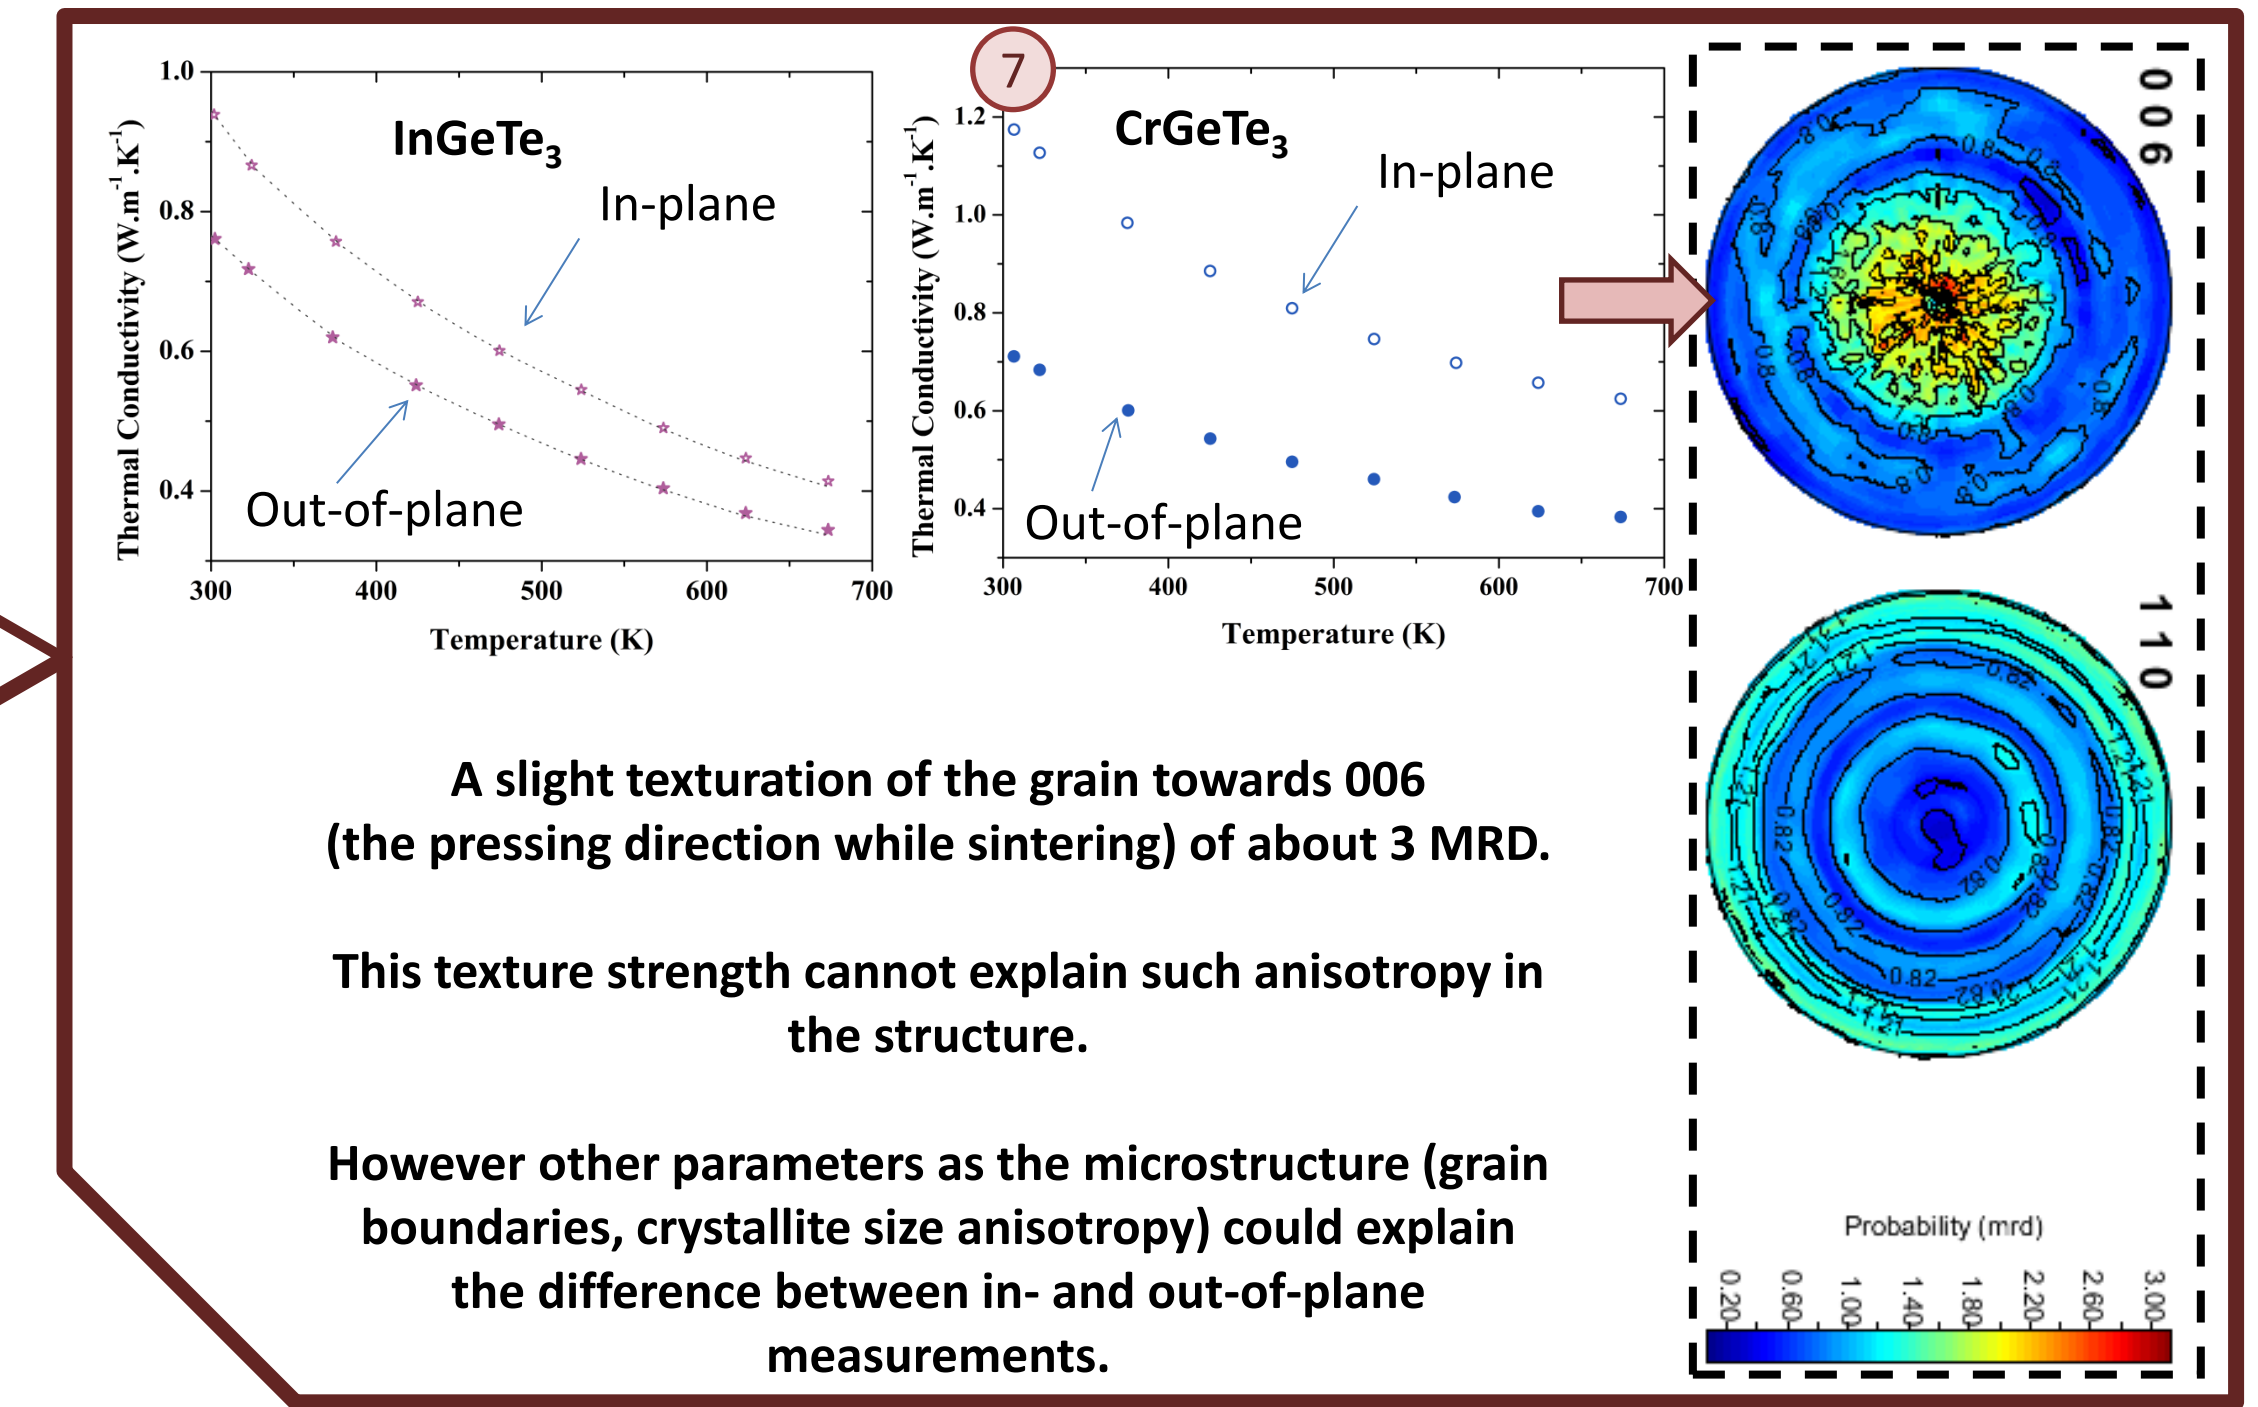 InGeTe3
In-plane
Out-of-plane
Thermal Conductivity (W.m-1.K-1)
1.0
0.8
0.6
0.4
300 400 500 600 700
Temperature (K)
7
CrGeTe3
In-plane
Out-of-plane
Thermal Conductivity (W.m-1.K-1)
1.2
1.0
0.8
0.6
0.4
300 400 500 600 700
Temperature (K)
0 0 6
1 1 0
A slight texturation of the grain towards 006
(the pressing direction while sintering) of about 3 MRD.
This texture strength cannot explain such anisotropy in
the structure.
However other parameters as the microstructure (grain
boundaries, crystallite size anisotropy) could explain
the difference between in- and out-of-plane
measurements.
Probability (mrd)
0.20 0.60 1.00 1.40 1.80 2.20 2.60 3.00